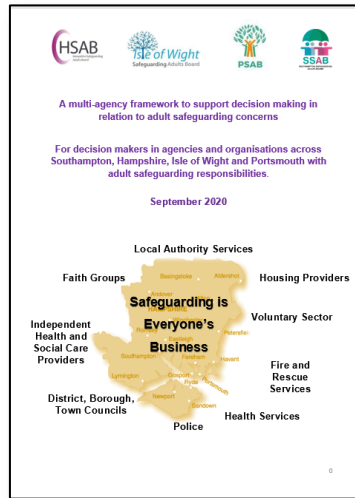 HSAB
Isle of Wight
Safeguarding Adults Board
PSAB
SSAB
A multi-agency framework to support decision making in
relation to adult safeguarding concerns
For decision makers in agencies and organisations across
Southampton, Hampshire, Isle of Wight and Portsmouth with
adult safeguarding responsibilities.
September 2020
Local Authority Services
Faith Groups
Housing Providers
Basingstoke
Aldershot
Andover
Safeguarding is
HAMPSHIRE
Voluntary Sector
Everyone's
Independent
Health and
Social Care
Providers
Petersfield
Business
Southampton
Fareham
Havant
Fire and
Rescue
Services
Lymington
Gosport
Portsmouth
Ryde
Newport
Sandown
District, Borough,
Town Councils
Health Services
Police
0